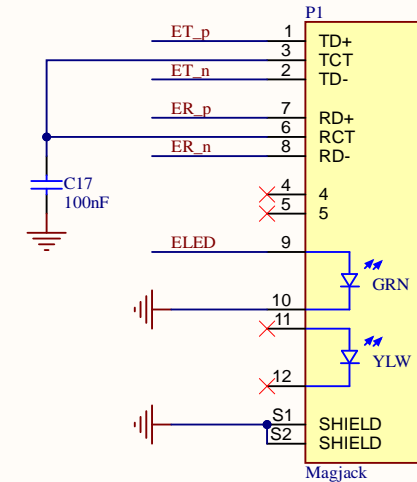 P1
ET_p 1 TD+
3 TCT
ET_n 2 TD-
ER_p 7 RD+
6 RCT
ER_n 8 RD-
C17
100nF
4 4
5 5
ELED 9
GRN
10
11
YLW
12
S1 SHIELD
S2 SHIELD
Magjack